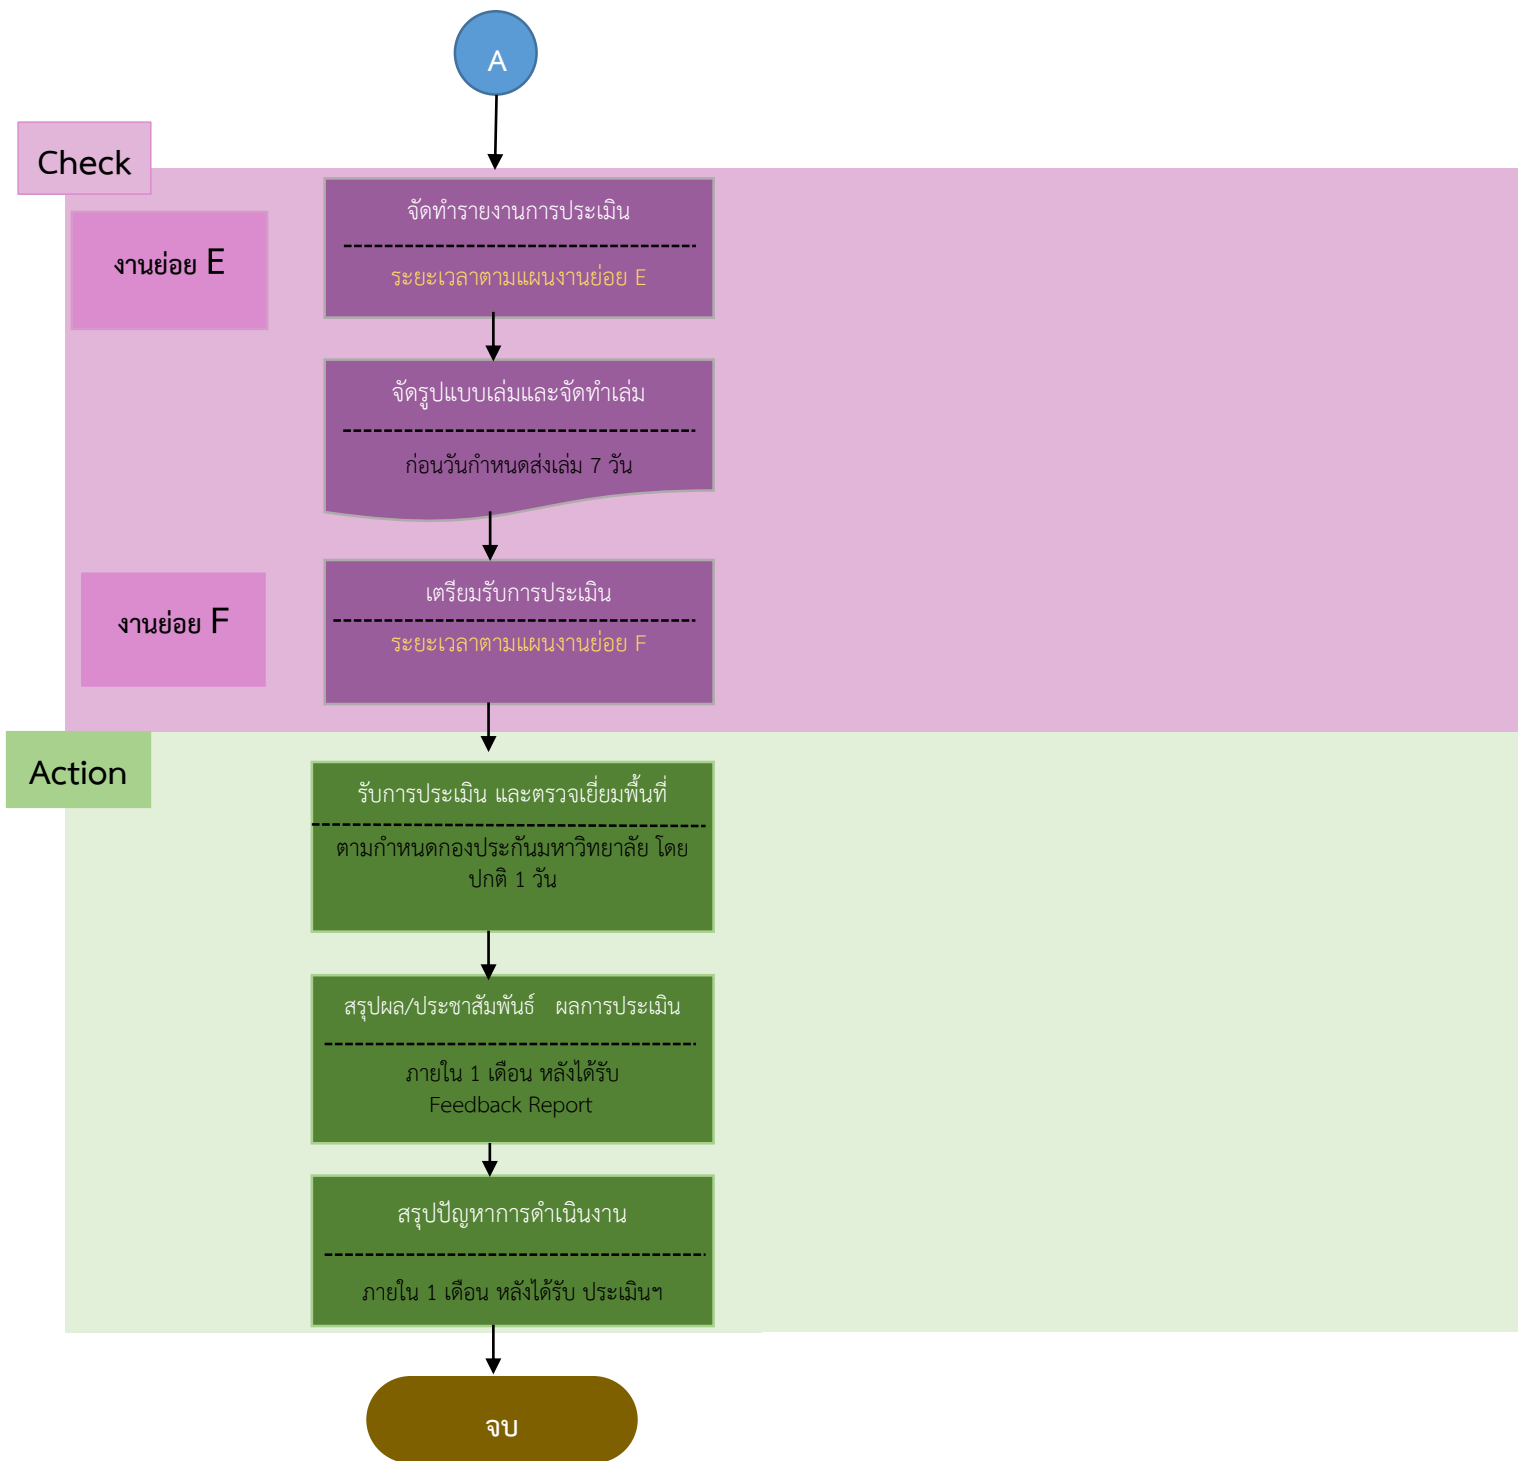 A
Check
จัดทำรายงานการประเมิน
งานย่อย E
ระยะเวลาตามแผนงานย่อย E
จัดรูปแบบเล่มและจัดทำเล่ม
ก่อนวันกำหนดส่งเล่ม 7 วัน
เตรียมรับการประเมิน
งานย่อย F
ระยะเวลาตามแผนงานย่อย F
Action
รับการประเมิน และตรวจเยี่ยมพื้นที่
ตามกำหนดกองประกันมหาวิทยาลัย โดย
ปกติ 1 วัน
สรุปผล/ประชาสัมพันธ์ ผลการประเมิน
ภายใน 1 เดือน หลังได้รับ
Feedback Report
สรุปปัญหาการดำเนินงาน
ภายใน 1 เดือน หลังได้รับ ประเมินฯ
จบ